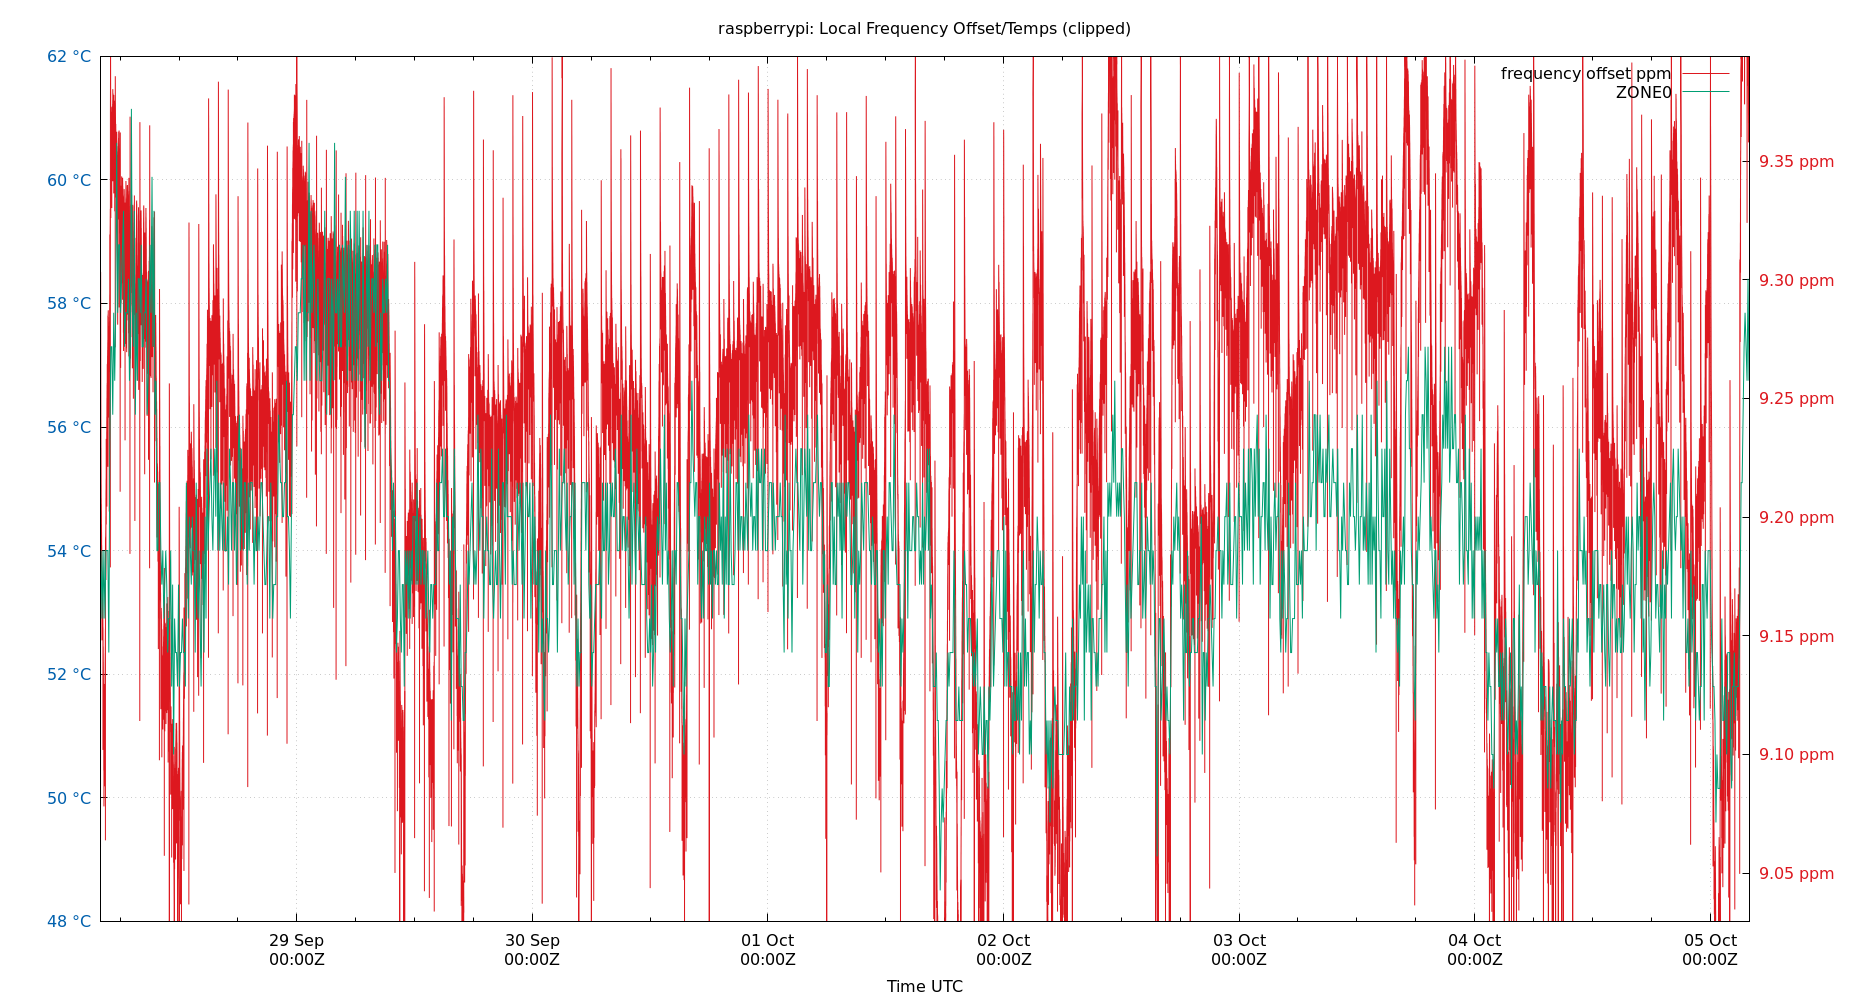 raspberrypi: Local Frequency Offset/Temps (clipped)
62 °C
60 °C
58 °C
56 °C
54 °C
52 °C
50 °C
48 °C
frequency offset ppm
ZONE0
9.35 ppm
9.30 ppm
9.25 ppm
9.20 ppm
9.15 ppm
9.10 ppm
9.05 ppm
29 Sep
00:00Z
30 Sep
00:00Z
01 Oct
00:00Z
02 Oct
00:00Z
03 Oct
00:00Z
04 Oct
00:00Z
05 Oct
00:00Z
Time UTC